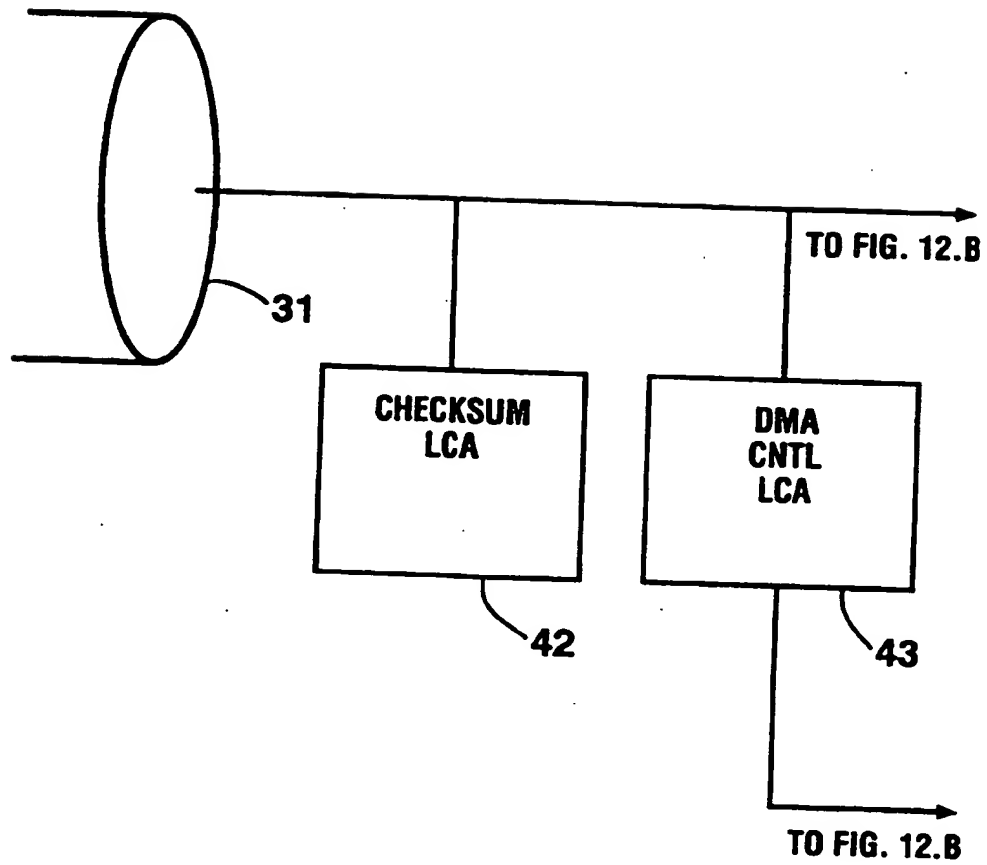 TO FIG. 12.B
31
CHECKSUM
LCA
DMA
CNTL
LCA
42
43
TO FIG. 12.B